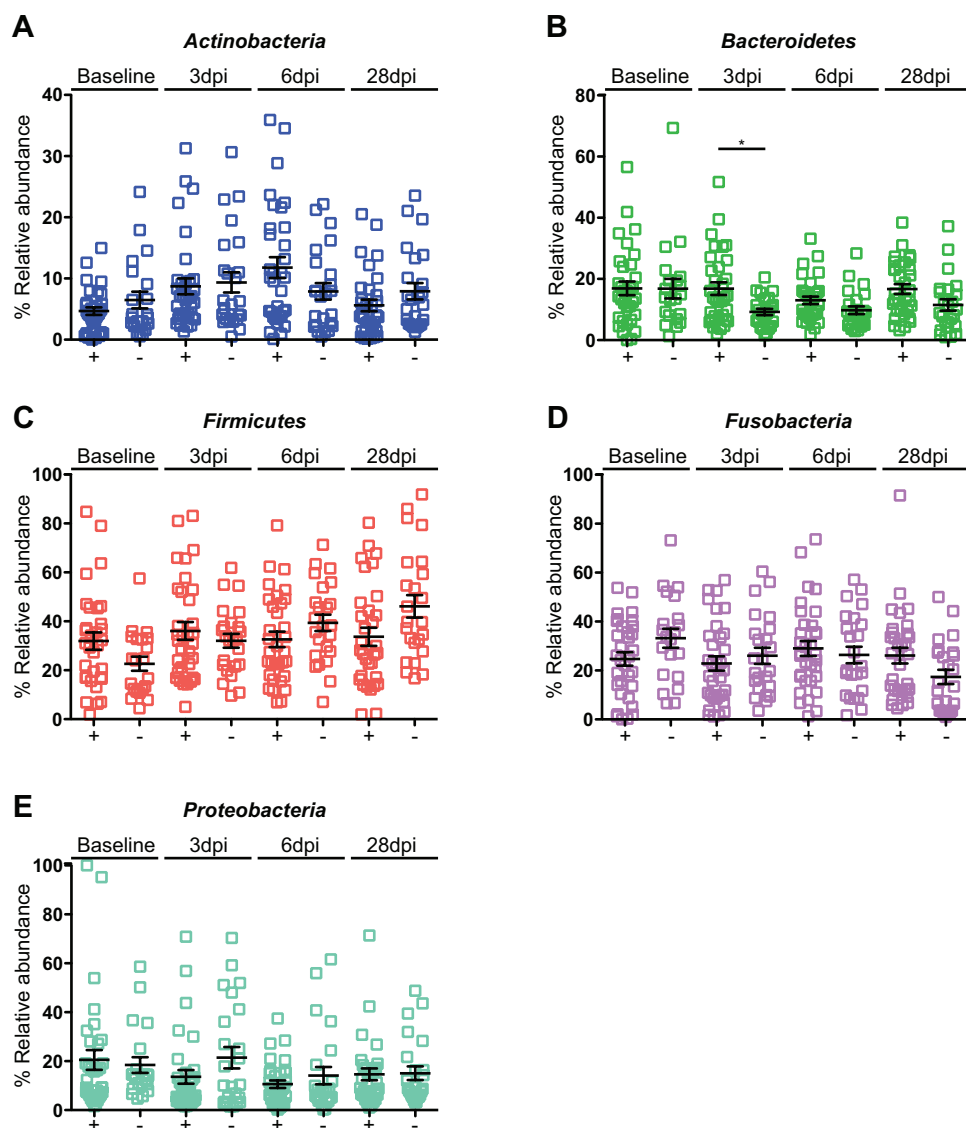 A
Actinobacteria
Baseline 3dpi 6dpi 28dpi
% Relative abundance
40
30
20
10
0
+ - + - + - + -
B
Bacteroidetes
Baseline 3dpi 6dpi 28dpi
% Relative abundance
80
60
40
20
0
*
+ - + - + - + -
C
Firmicutes
Baseline 3dpi 6dpi 28dpi
% Relative abundance
100
80
60
40
20
0
+ - + - + - + -
D
Fusobacteria
Baseline 3dpi 6dpi 28dpi
% Relative abundance
100
80
60
40
20
0
+ - + - + - + -
E
Proteobacteria
Baseline 3dpi 6dpi 28dpi
% Relative abundance
100
80
60
40
20
0
+ - + - + - + -